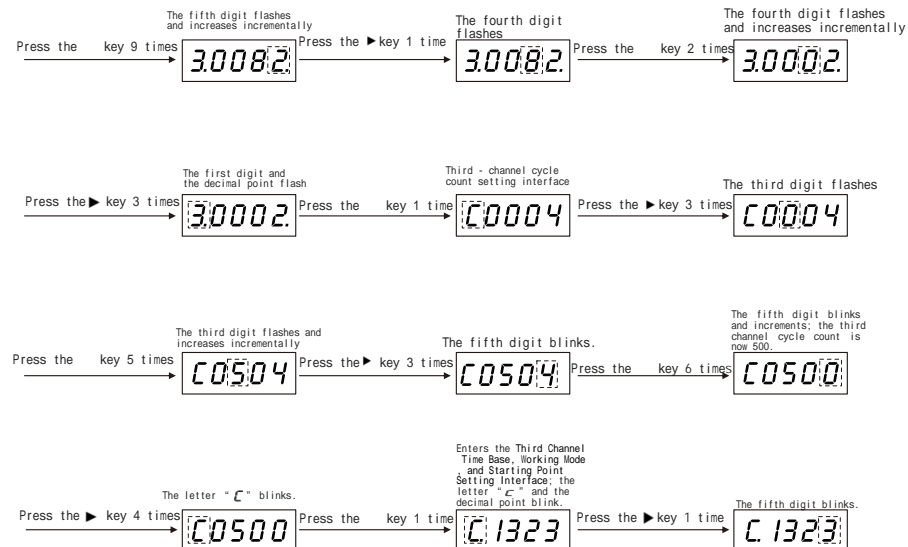 The fifth digit flashes
and increases incrementally
Press the key 9 times
3.0082.
Press the ▶ key 1 time
The fourth digit
flashes
3.0082.
Press the key 2 times
The fourth digit flashes
and increases incrementally
3.0002.
Press the ▶ key 3 times
The first digit and
the decimal point flash
3.0002.
Press the key 1 time
Third - channel cycle
count setting interface
C0004
Press the ▶ key 3 times
The third digit flashes
C0004
Press the key 5 times
The third digit flashes and
increases incrementally
C0504
Press the ▶ key 3 times
The fifth digit blinks.
C0504
Press the key 6 times
The fifth digit blinks
and increments; the third
channel cycle count is
now 500.
C0500
Press the ▶ key 4 times
The letter “C” blinks.
C0500
Press the key 1 time
Enters the Third Channel
Time Base, Working Mode
, and Starting Point
Setting Interface; the
letter “C” and the
decimal point blink.
C.1323
Press the ▶ key 1 time
The fifth digit blinks.
C.1323